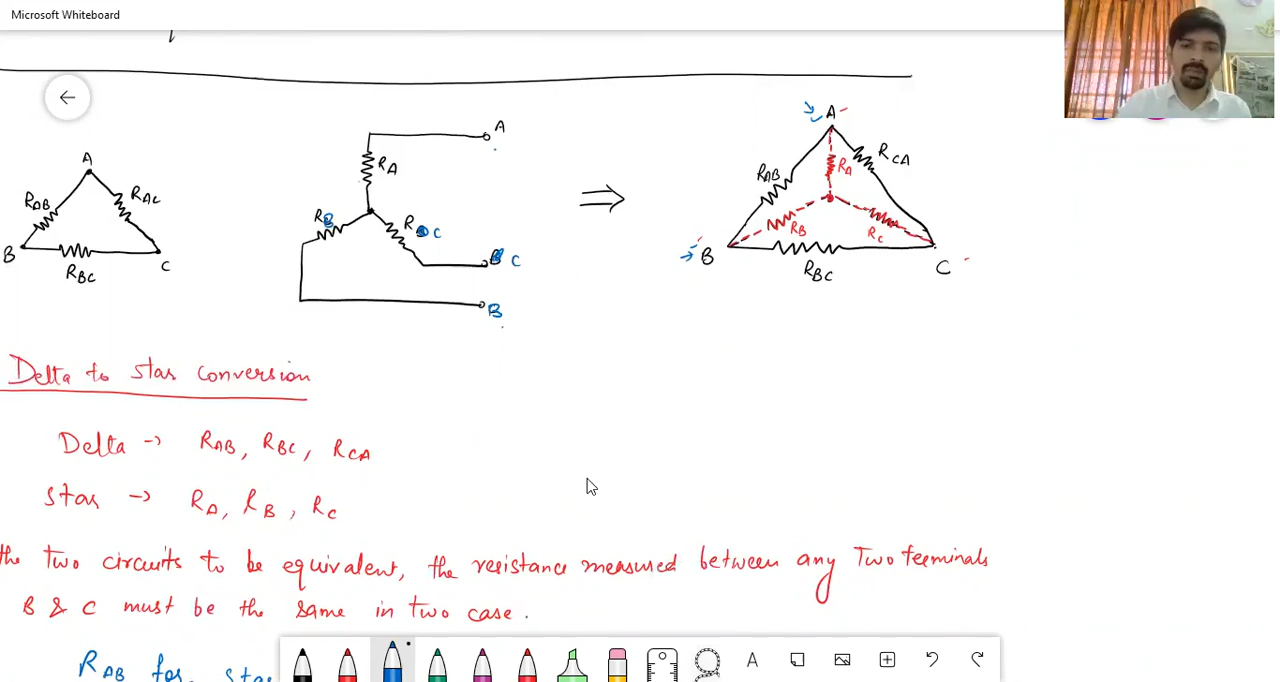 Microsoft Whiteboard
A
RAB
RAC
B
RBC
C
A
RA
RB
RC
C
B
⇒
A
RAB
RCA
RA
RB
RC
B
RBC
C
Delta to star conversion
Delta → RAB, RBC, RCA
Star → RA, RB, RC
the two circuits to be equivalent, the resistance measured between any Two terminals
B & C must be the same in two case.
RAB for star
A